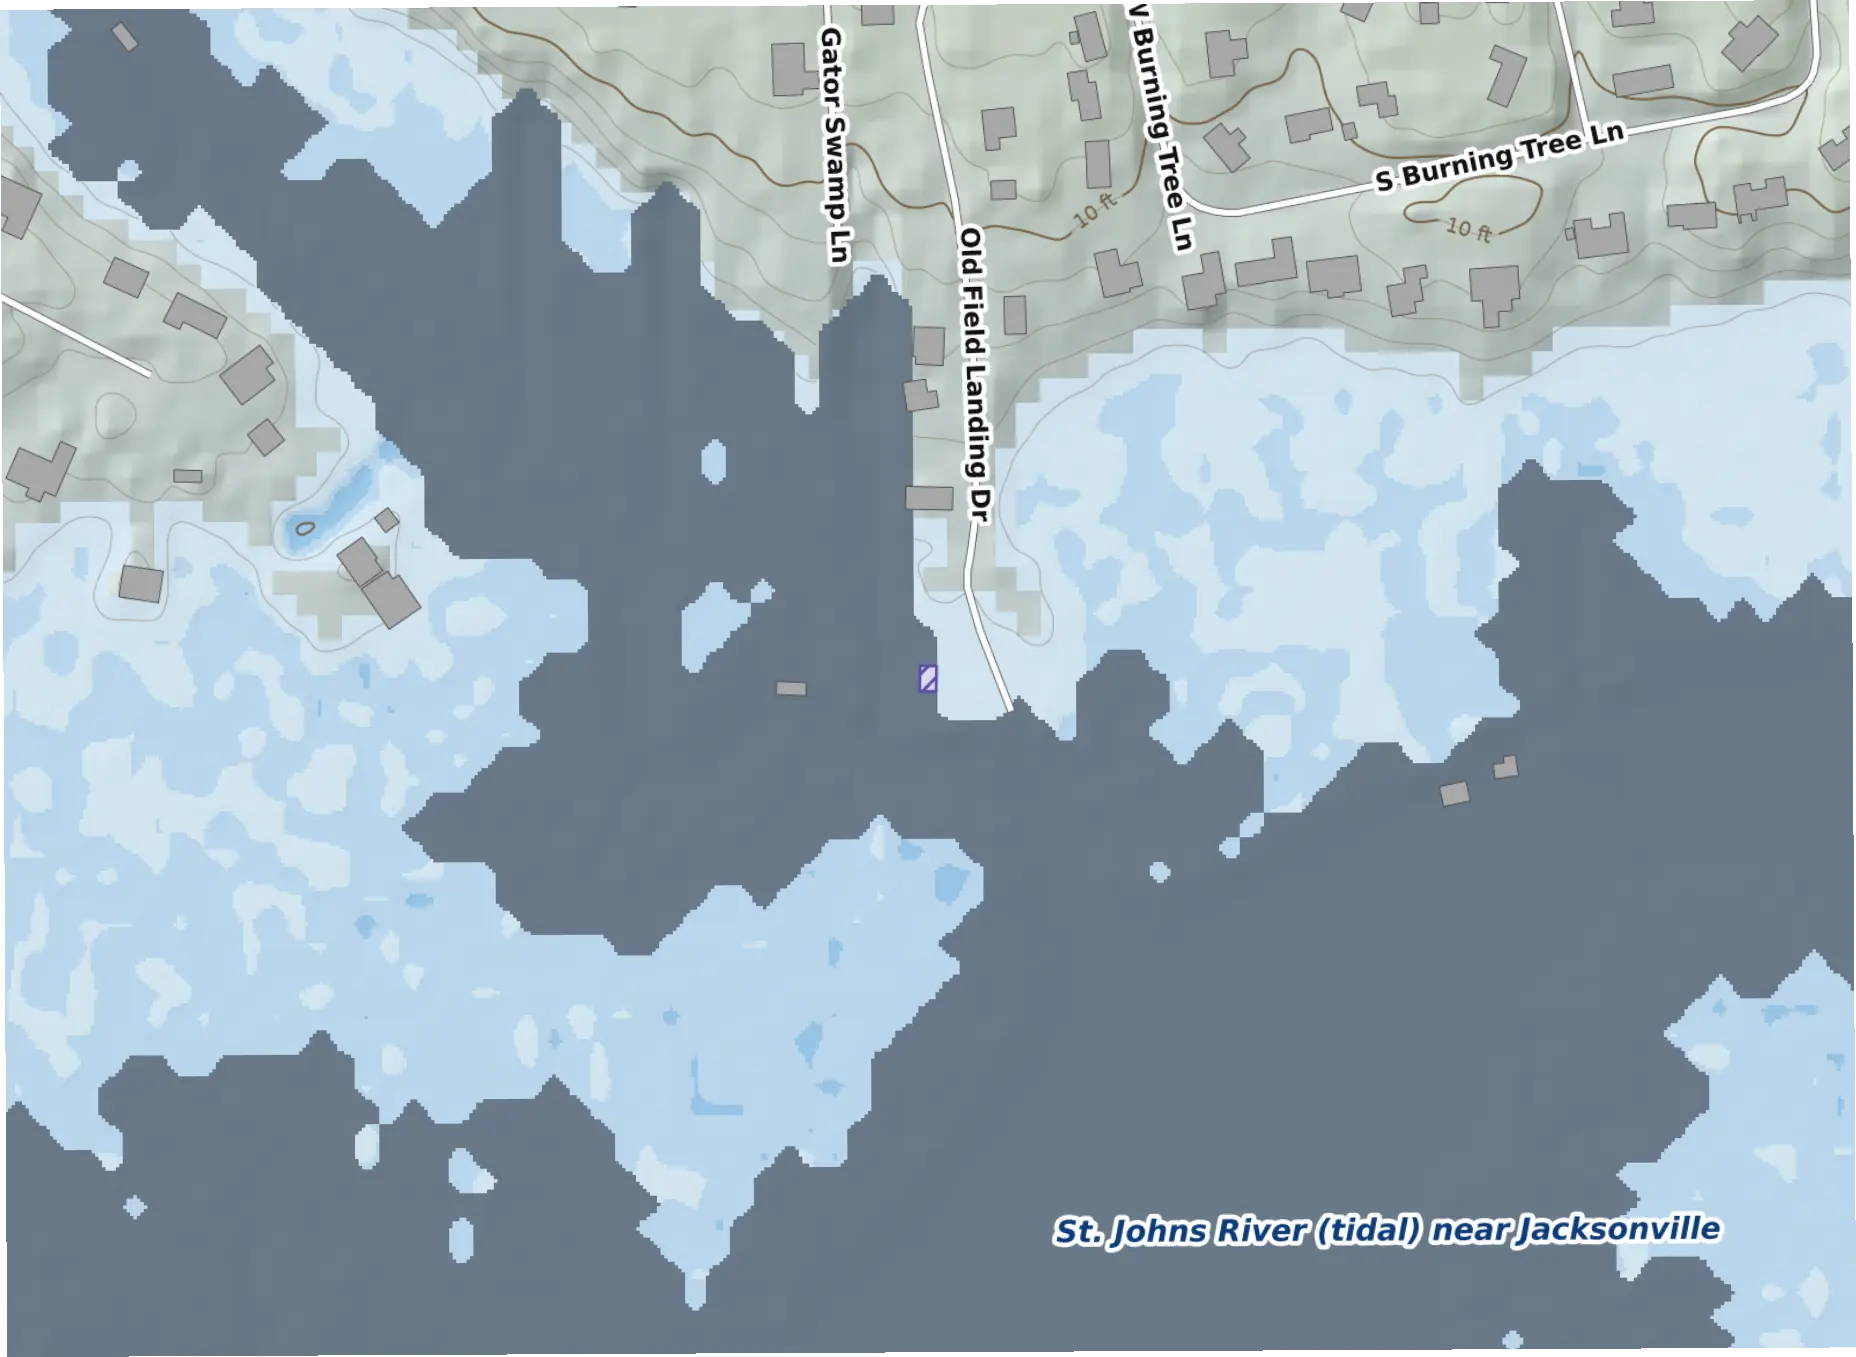 Gator Swamp Ln
Old Field Landing Dr
W Burning Tree Ln
S Burning Tree Ln
10 ft
10 ft
St. Johns River (tidal) near Jacksonville